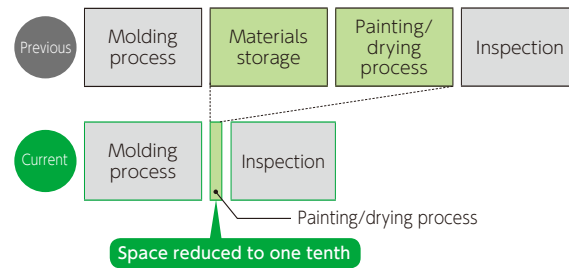 Previous
Molding
process
Materials
storage
Painting/
drying
process
Inspection
Current
Molding
process
Inspection
Painting/drying process
Space reduced to one tenth